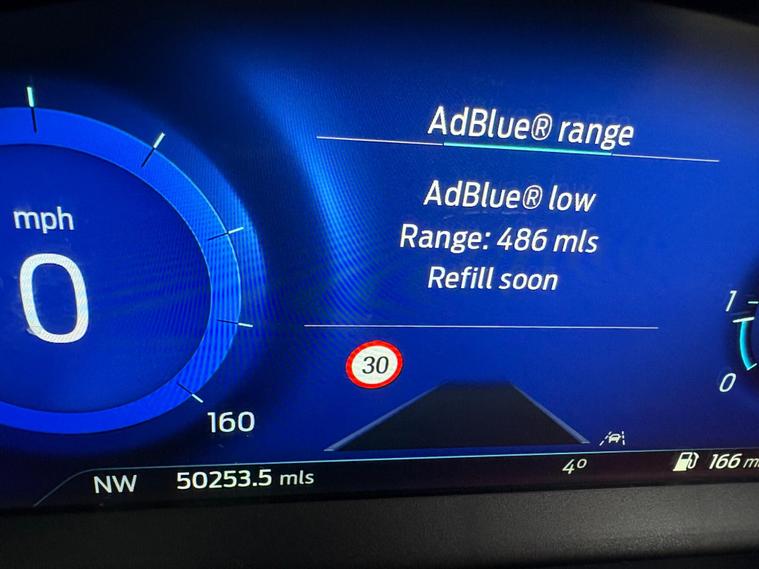 AdBlue® range
AdBlue® low
Range: 486 mls
Refill soon
mph
0
30
160
1
0
NW
50253.5 mls
4º
166 m